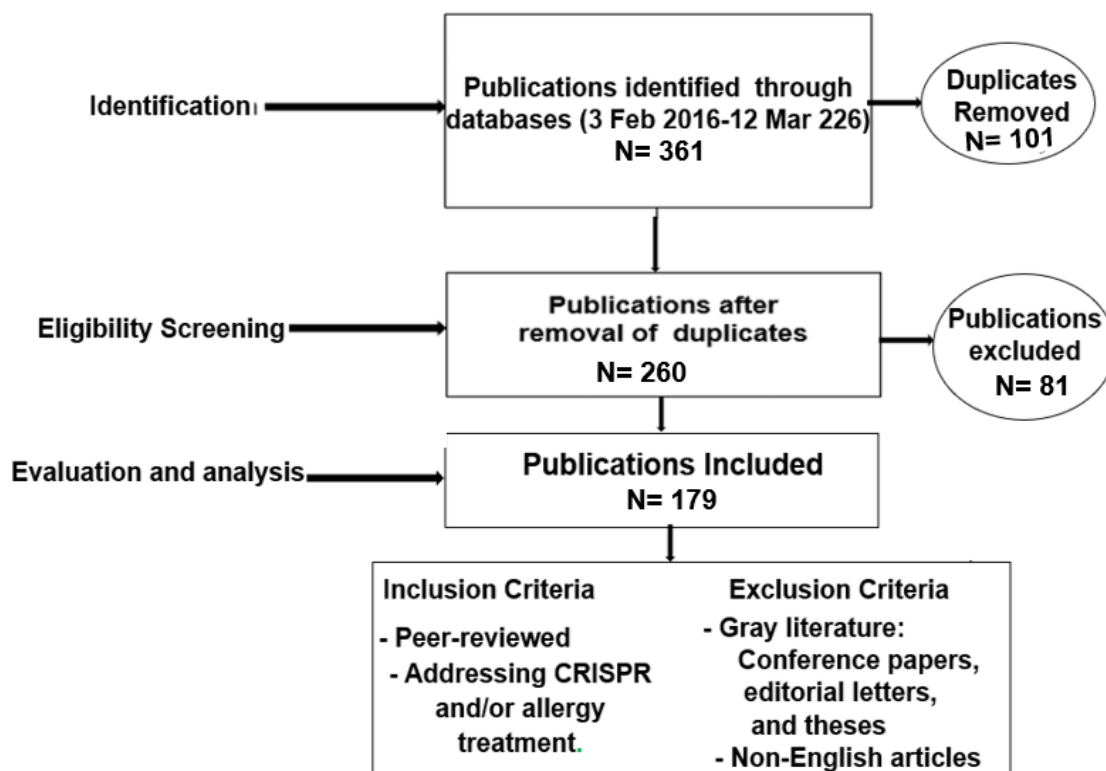 Identification
Publications identified through
databases (3 Feb 2016-12 Mar 226)
N= 361
Duplicates
Removed
N= 101
Eligibility Screening
Publications after
removal of duplicates
N= 260
Publications
excluded
N= 81
Evaluation and analysis
Publications Included
N= 179
Inclusion Criteria
- Peer-reviewed
- Addressing CRISPR
and/or allergy
treatment.
Exclusion Criteria
- Gray literature:
Conference papers,
editorial letters,
and theses
- Non-English articles